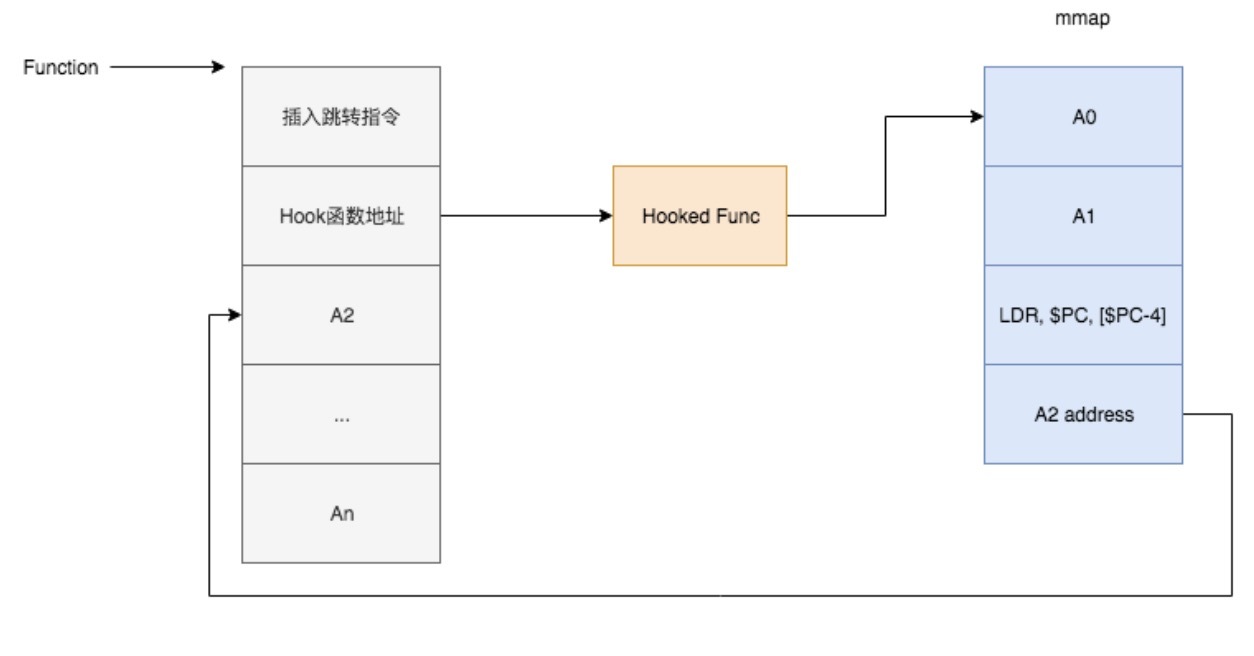 mmap
Function
插入跳转指令
A0
Hook函数地址
Hooked Func
A1
A2
LDR, $PC, [$PC-4]
...
A2 address
An